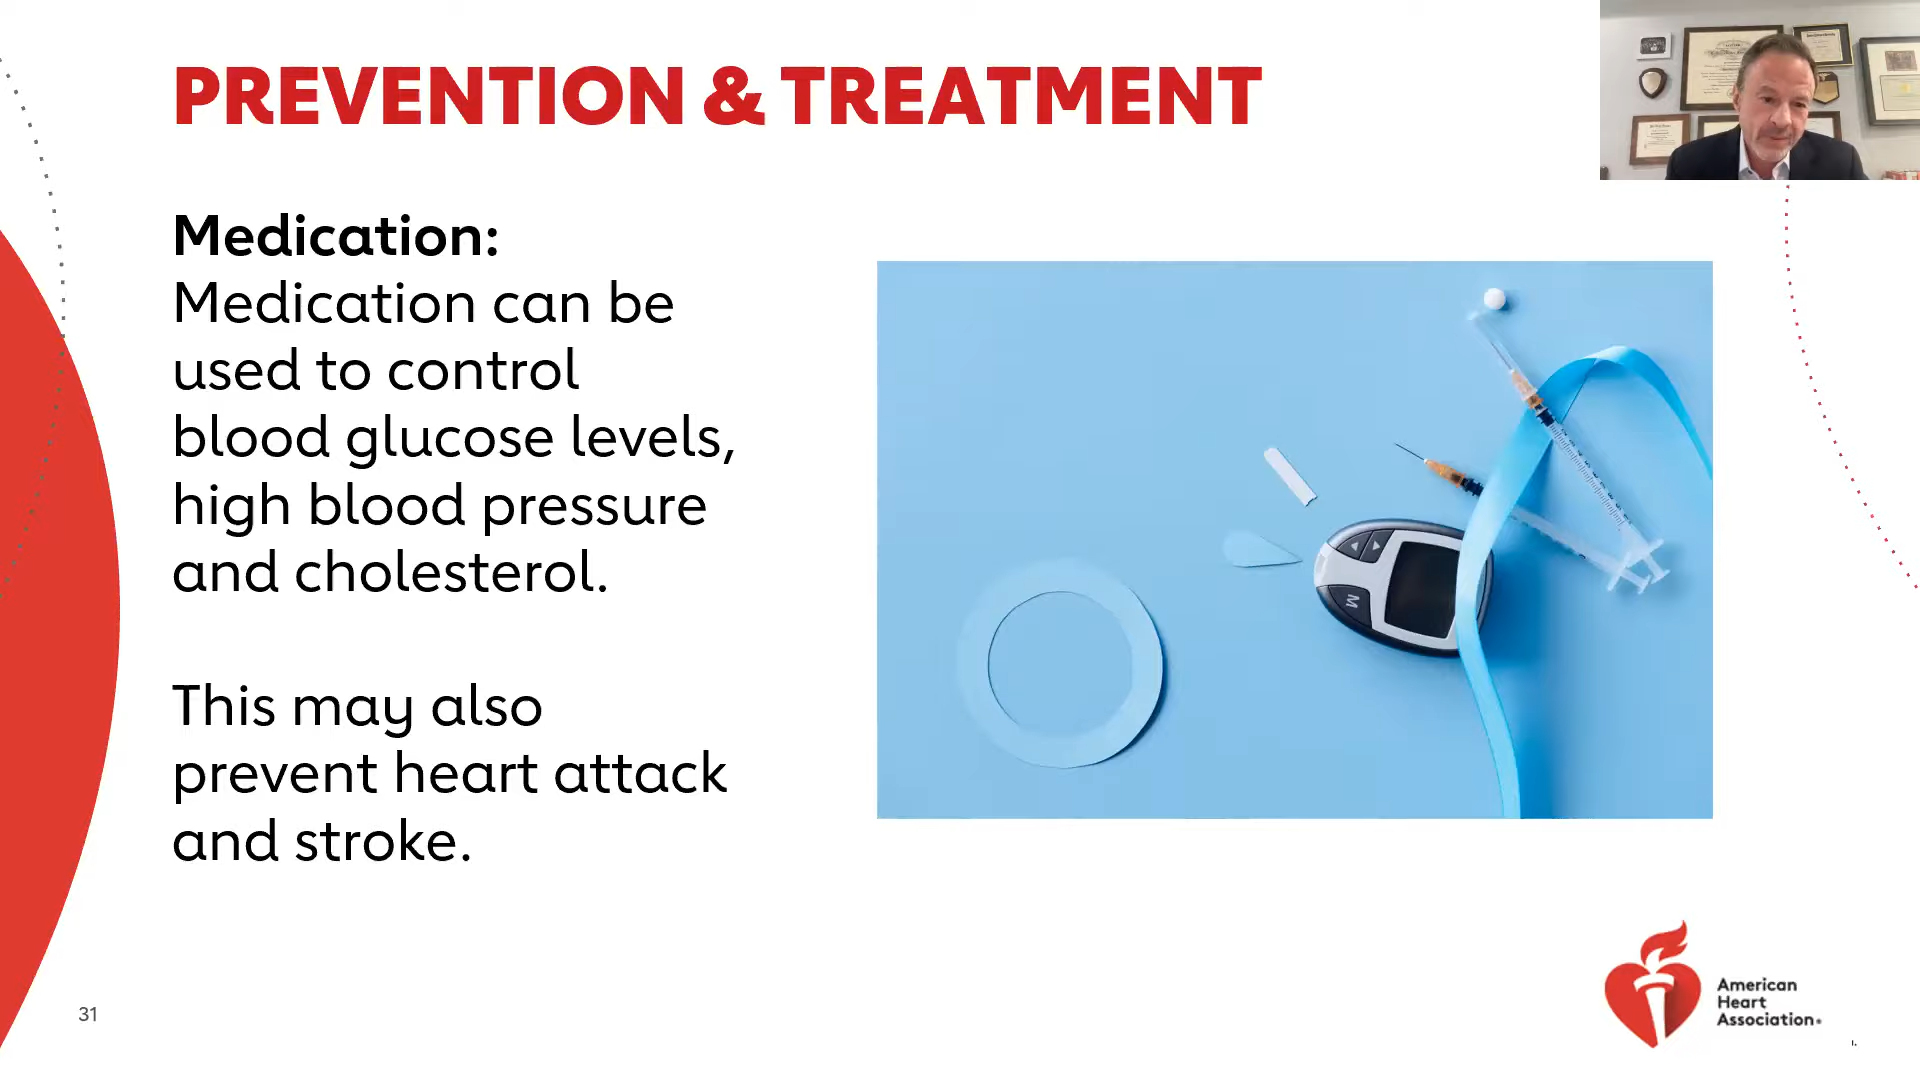 PREVENTION & TREATMENT
Medication:
Medication can be
used to control
blood glucose levels,
high blood pressure
and cholesterol.
This may also
prevent heart attack
and stroke.
M
31
American
Heart
Association®